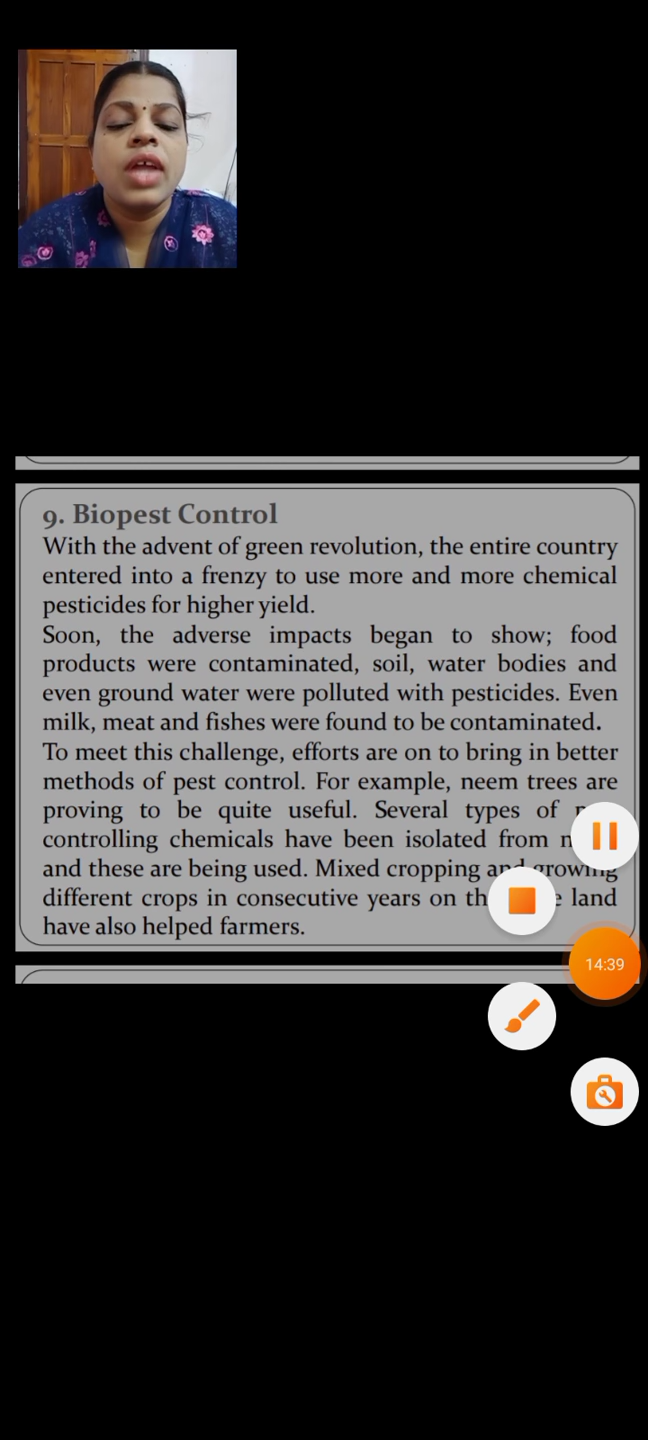 9. Biopest Control
With the advent of green revolution, the entire country
entered into a frenzy to use more and more chemical
pesticides for higher yield.
Soon, the adverse impacts began to show; food
products were contaminated, soil, water bodies and
even ground water were polluted with pesticides. Even
milk, meat and fishes were found to be contaminated.
To meet this challenge, efforts are on to bring in better
methods of pest control. For example, neem trees are
proving to be quite useful. Several types of
controlling chemicals have been isolated from
and these are being used. Mixed cropping and growing
different crops in consecutive years on land
have also helped farmers.
14:39